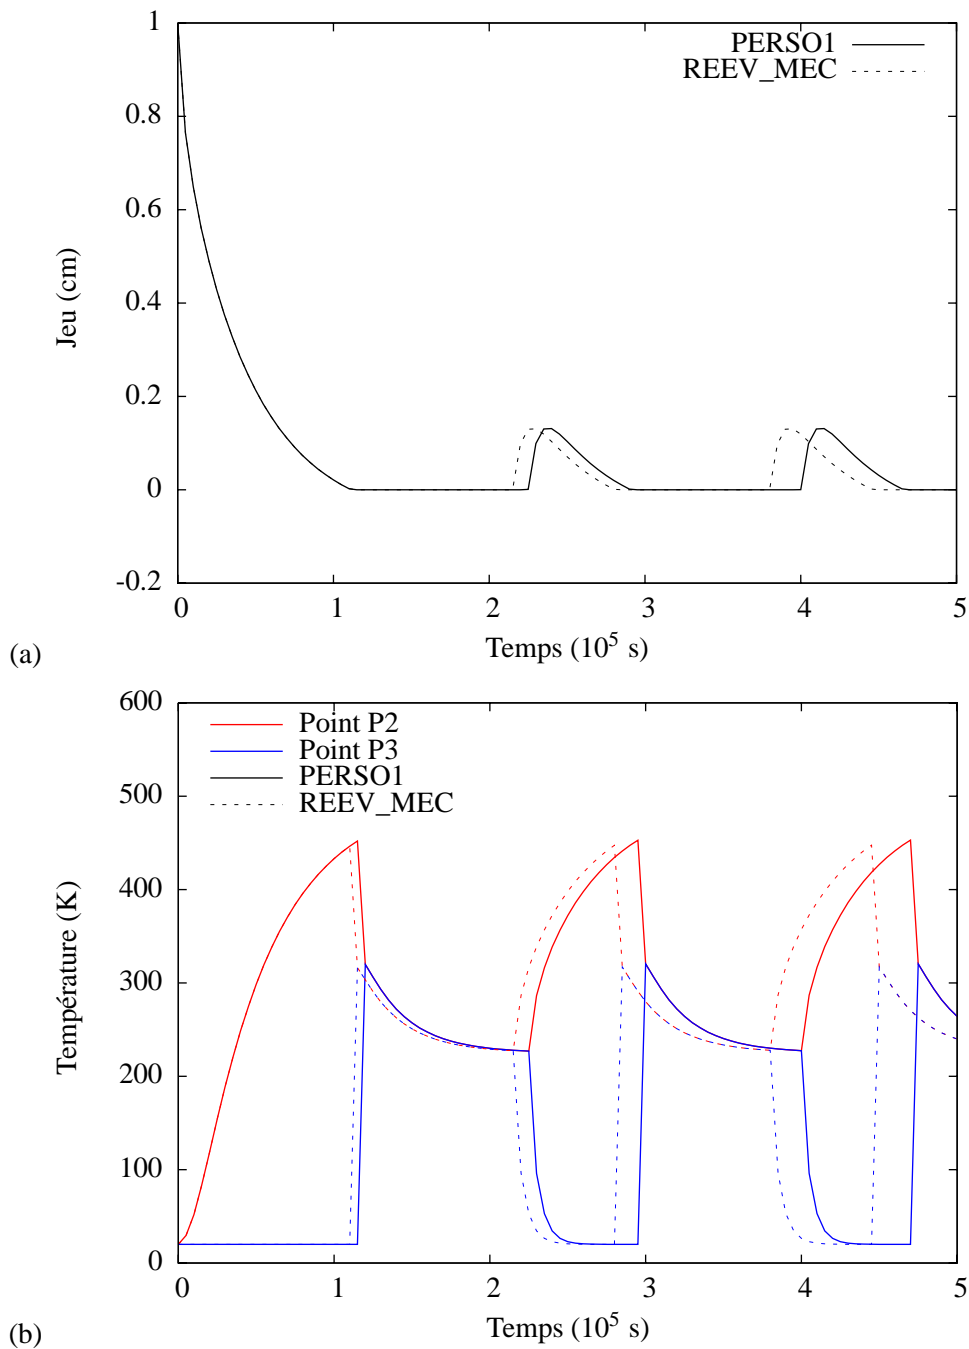 1
0.8
0.6
0.4
0.2
0
-0.2
Jeu (cm)
PERSO1
REEV_MEC
0 1 2 3 4 5
Temps (10⁵ s)
(a)
600
500
400
300
200
100
0
Température (K)
Point P2
Point P3
PERSO1
REEV_MEC
0 1 2 3 4 5
Temps (10⁵ s)
(b)